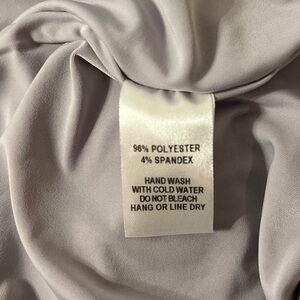 96% POLYESTER
4% SPANDEX
HAND WASH
WITH COLD WATER
DO NOT BLEACH
HANG OR LINE DRY